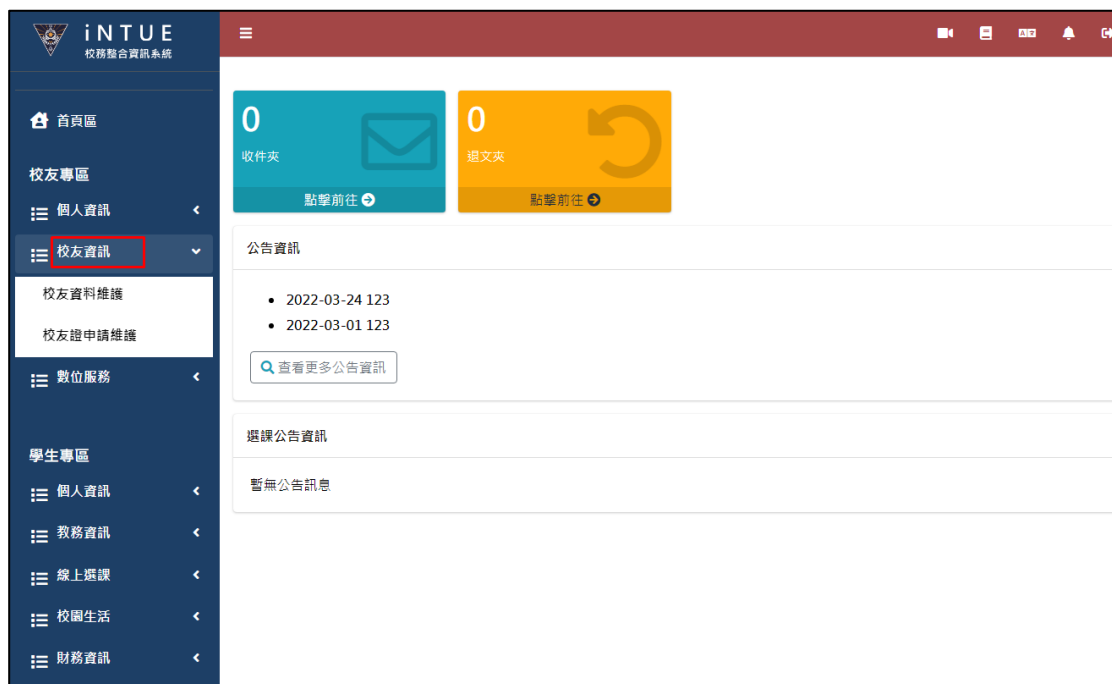 iNTUE
校務整合資訊系統
首頁區
校友專區
個人資訊
校友資訊
校友資料維護
校友證申請維護
數位服務
學生專區
個人資訊
教務資訊
線上選課
校園生活
財務資訊
0
收件夾
點擊前往
0
退文夾
點擊前往
公告資訊
2022-03-24 123
2022-03-01 123
查看更多公告資訊
選課公告資訊
暫無公告訊息